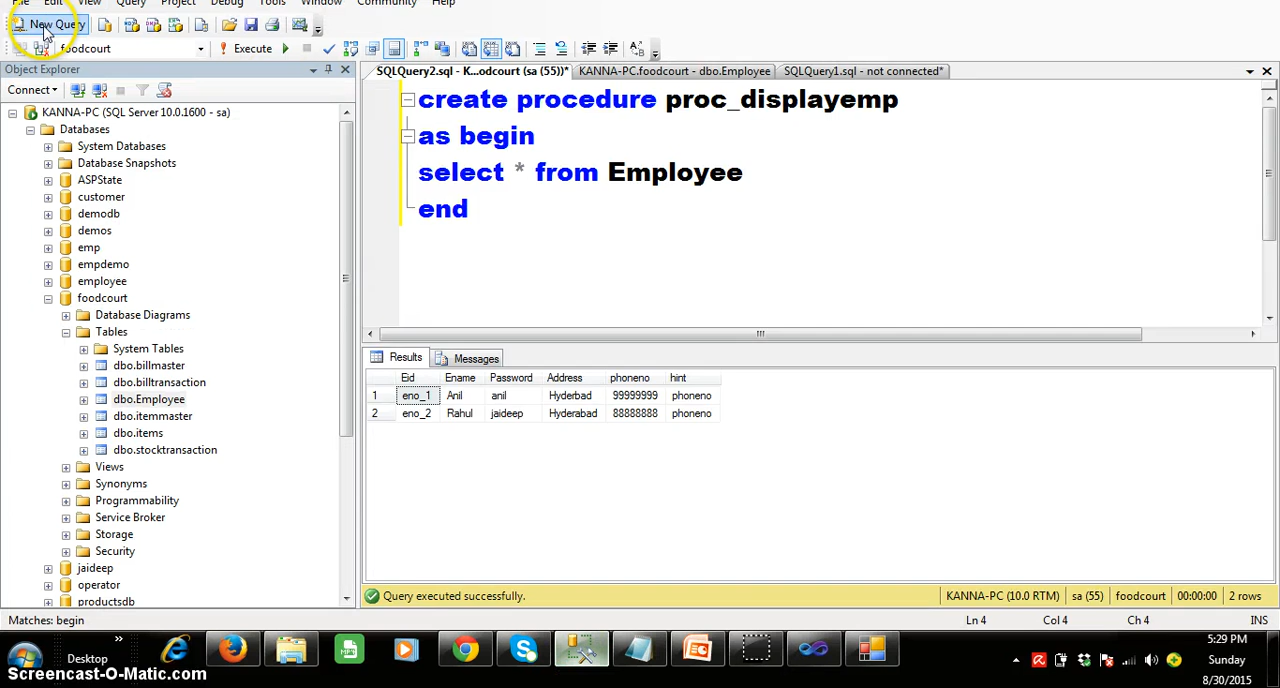 File Edit View Query Project Debug Tools Window Community Help
New Query
foodcourt Execute
Object Explorer
Connect
KANNA-PC (SQL Server 10.0.1600 - sa)
Databases
System Databases
Database Snapshots
ASPState
customer
demodb
demos
emp
empdemo
employee
foodcourt
Database Diagrams
Tables
System Tables
dbo.billmaster
dbo.billtransaction
dbo.Employee
dbo.itemmaster
dbo.items
dbo.stocktransaction
Views
Synonyms
Programmability
Service Broker
Storage
Security
jaideep
operator
productsdb
SQLQuery2.sql - K...odcourt (sa (55))* KANNA-PC.foodcourt - dbo.Employee SQLQuery1.sql - not connected*
create procedure proc_displayemp
as begin
select * from Employee
end
Results Messages
Eid Ename Password Address phoneno hint
1 eno_1 Anil anil Hyderbad 99999999 phoneno
2 eno_2 Rahul jaideep Hyderabad 88888888 phoneno
Query executed successfully. KANNA-PC (10.0 RTM) sa (55) foodcourt 00:00:00 2 rows
Matches: begin Ln 4 Col 4 Ch 4 INS
Desktop
5:29 PM
Sunday
8/30/2015
Screencast-O-Matic.com